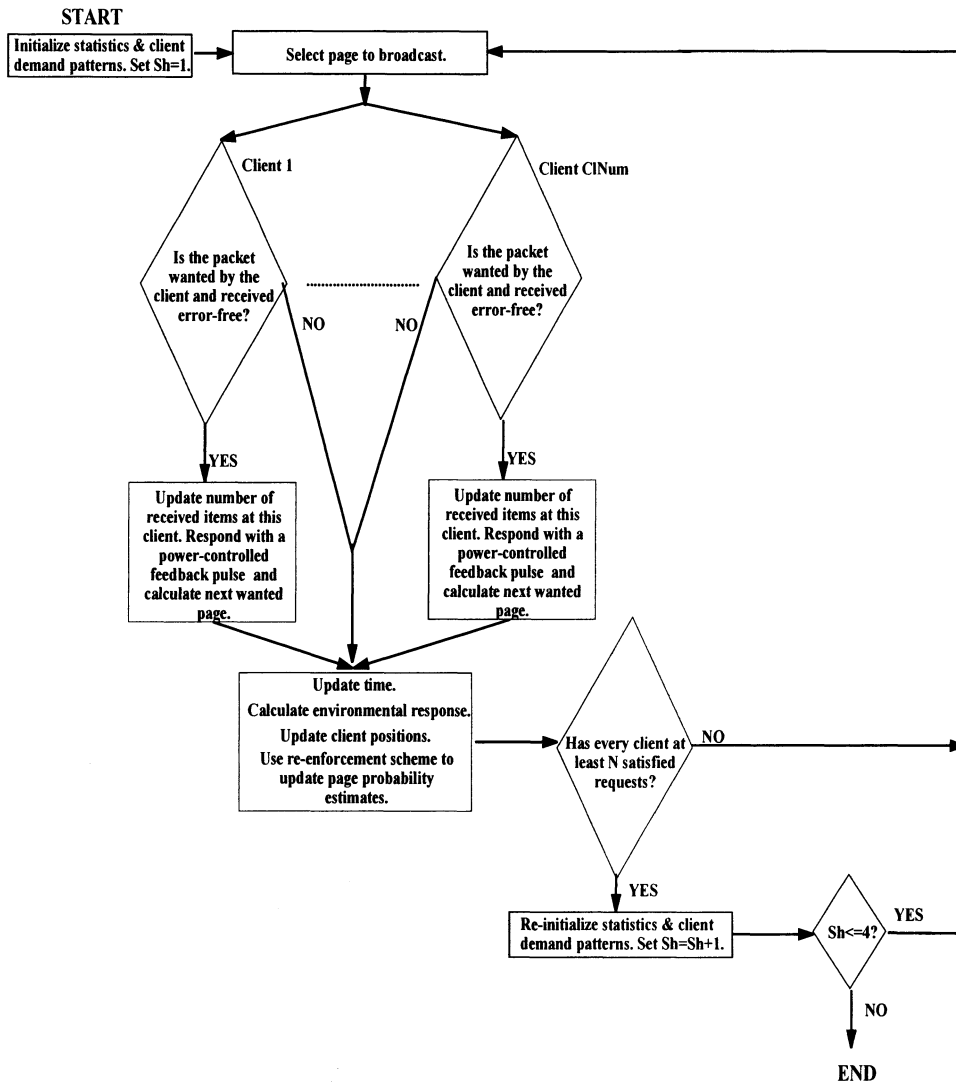 START
Initialize statistics & client
demand patterns. Set Sh=1.
Select page to broadcast.
Client 1
Client ClNum
Is the packet
wanted by the
client and received
error-free?
Is the packet
wanted by the
client and received
error-free?
NO
NO
YES
YES
Update number of
received items at this
client. Respond with a
power-controlled
feedback pulse and
calculate next wanted
page.
Update number of
received items at this
client. Respond with a
power-controlled
feedback pulse and
calculate next wanted
page.
Update time.
Calculate environmental response.
Update client positions.
Use re-enforcement scheme to
update page probability
estimates.
Has every client at
least N satisfied
requests?
NO
YES
Re-initialize statistics & client
demand patterns. Set Sh=Sh+1.
Sh<=4?
YES
NO
END